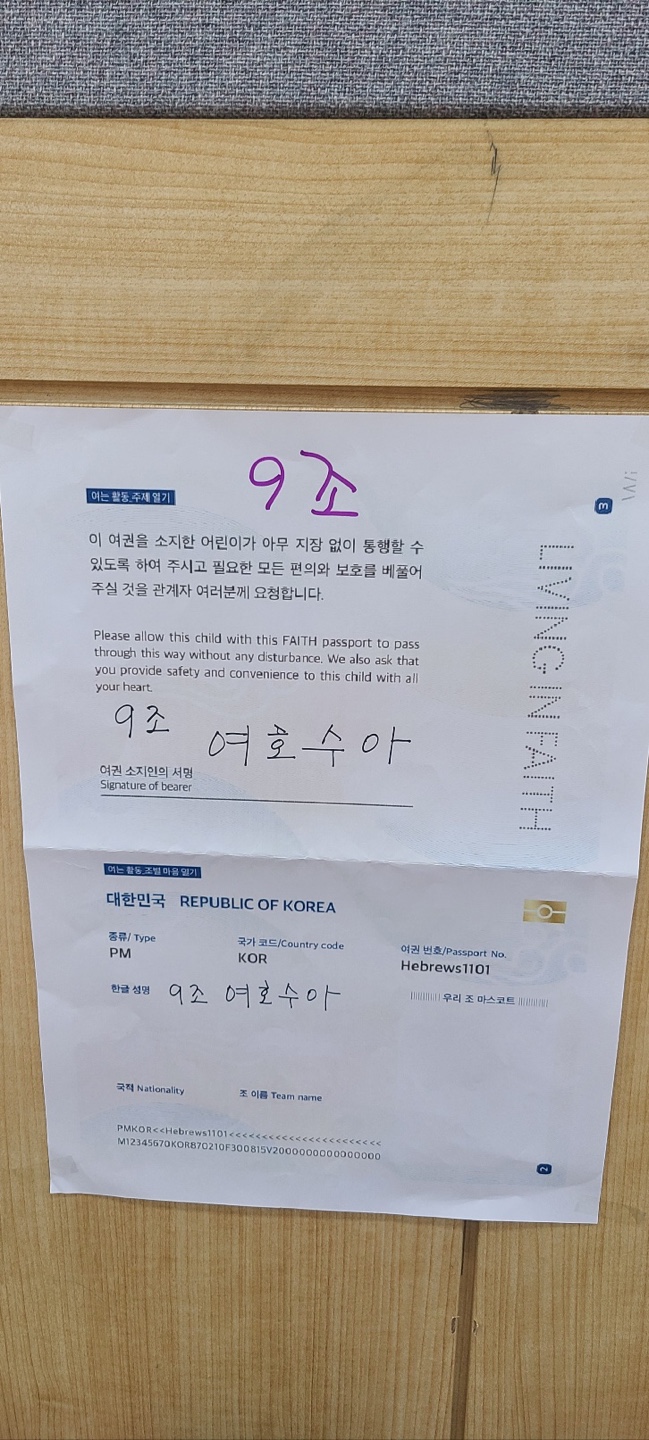 9조
여는 활동_주제 열기
이 여권을 소지한 어린이가 아무 지장 없이 통행할 수
있도록 하여 주시고 필요한 모든 편의와 보호를 베풀어
주실 것을 관계자 여러분께 요청합니다.
Please allow this child with this FAITH passport to pass
through this way without any disturbance. We also ask that
you provide safety and convenience to this child with all
your heart.
9조 여호수아
여권 소지인의 서명
Signature of bearer
3
LIVING IN FAITH
여는 활동_조별 마음 열기
대한민국 REPUBLIC OF KOREA
종류/ Type
PM
국가 코드/Country code
KOR
여권 번호/Passport No.
Hebrews1101
한글 성명 9조 여호수아
우리 조 마스코트
국적 Nationality
조 이름 Team name
PMKOR<<Hebrews1101<<<<<<<<<<<<<<<<<<<<<<<<
M12345670KOR870210F300815V2000000000000000
2